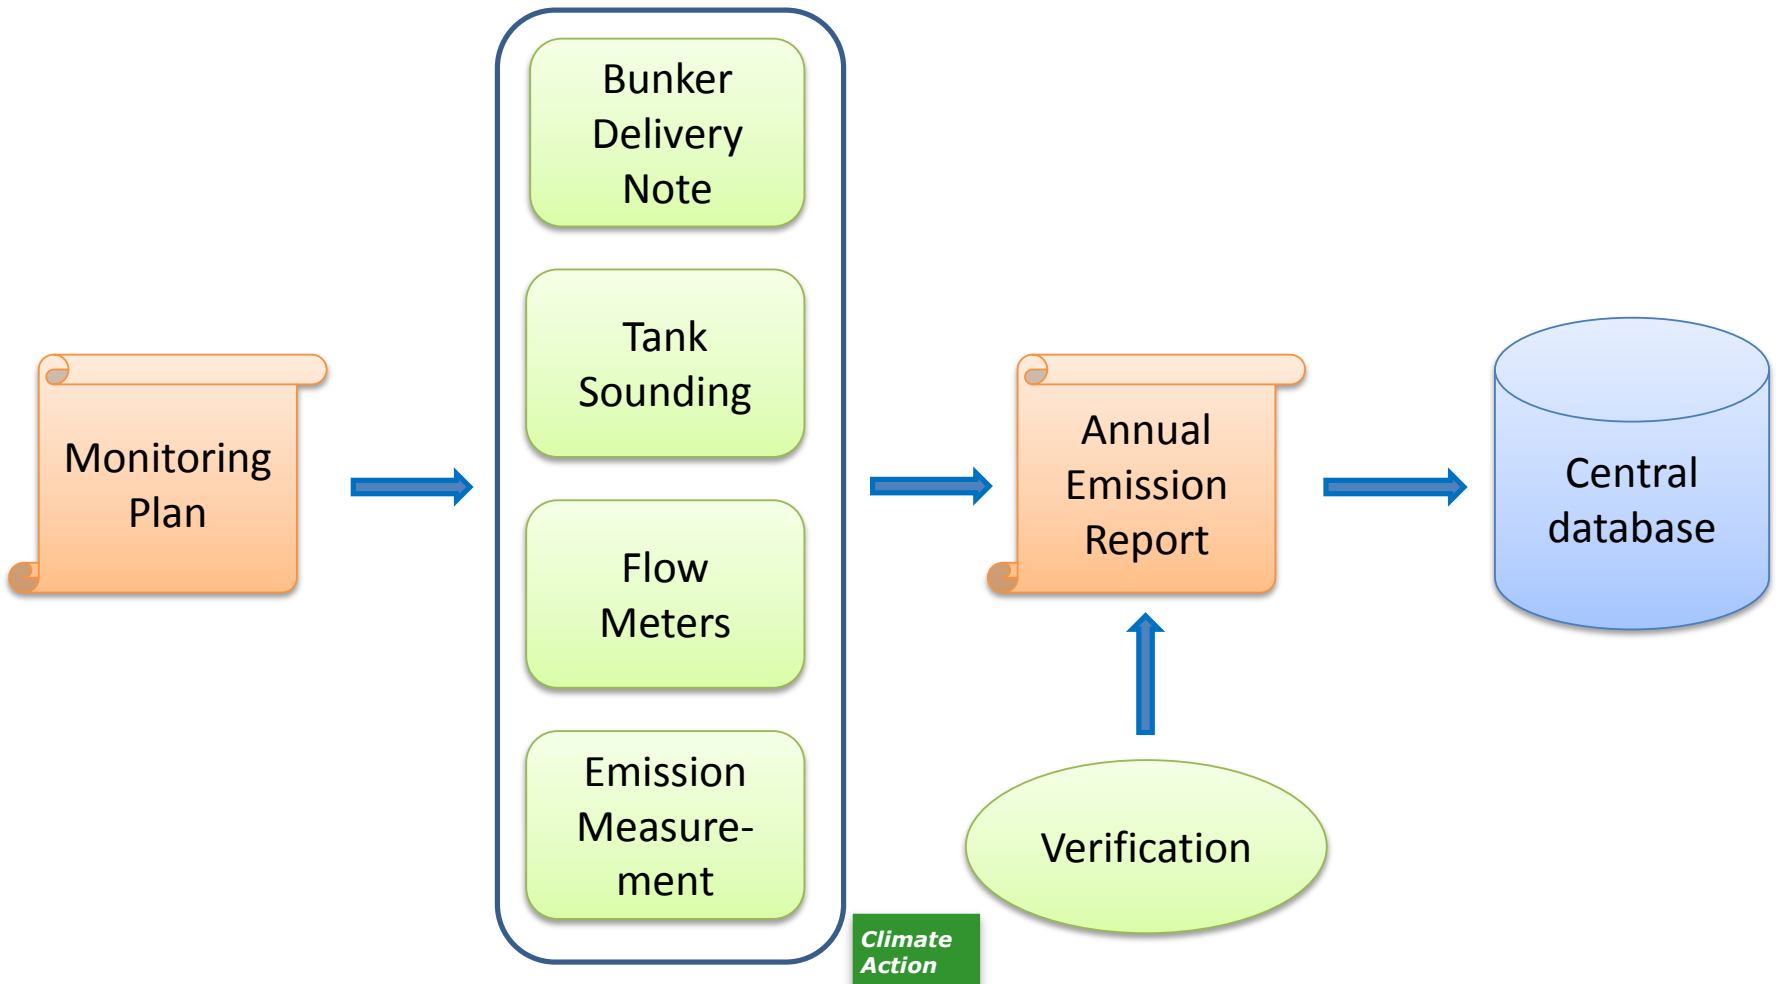 Monitoring
Plan
Bunker
Delivery
Note
Tank
Sounding
Flow
Meters
Emission
Measure-
ment
Annual
Emission
Report
Verification
Central
database
Climate
Action